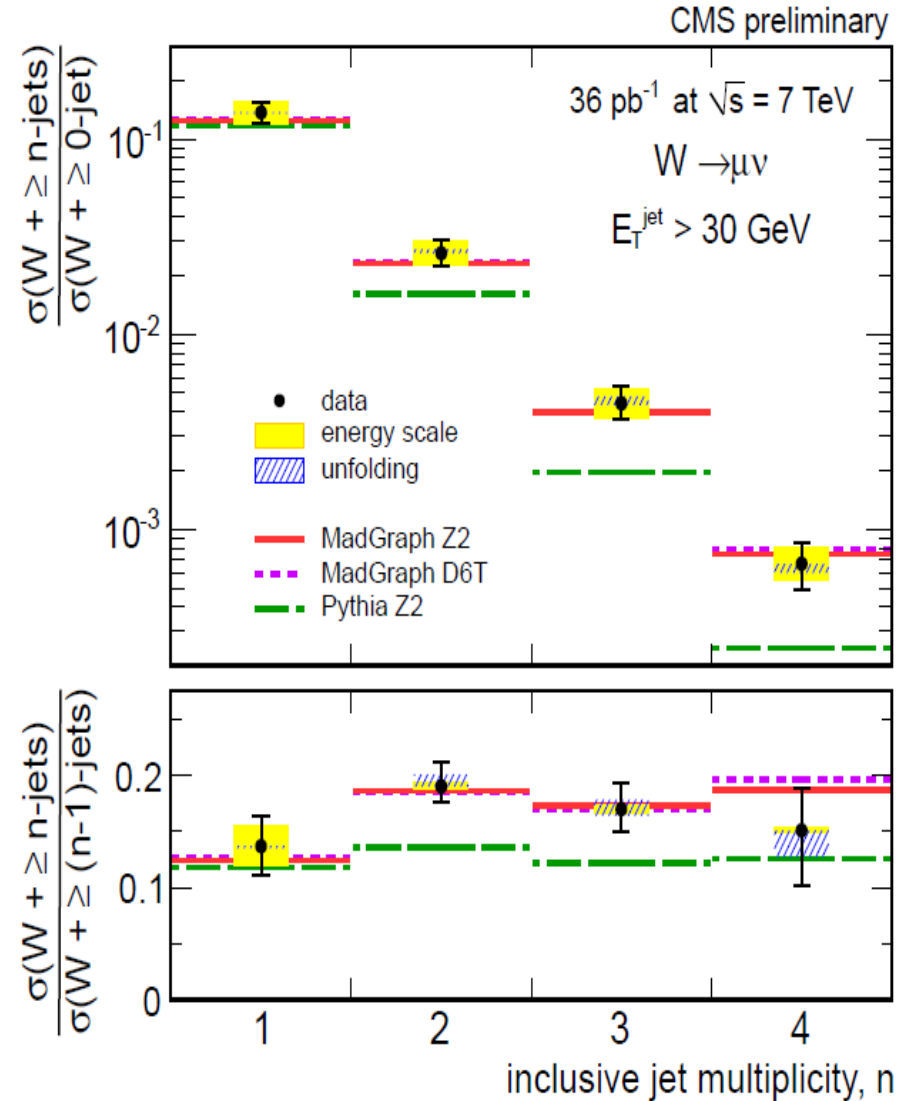 CMS preliminary
σ(W + ≥ n-jets)
σ(W + ≥ 0-jet)
10⁻¹
10⁻²
10⁻³
36 pb⁻¹ at √s = 7 TeV
W →μν
E_T^jet > 30 GeV
data
energy scale
unfolding
MadGraph Z2
MadGraph D6T
Pythia Z2
σ(W + ≥ n-jets)
σ(W + ≥ (n-1)-jets)
0.2
0.1
0
1 2 3 4
inclusive jet multiplicity, n